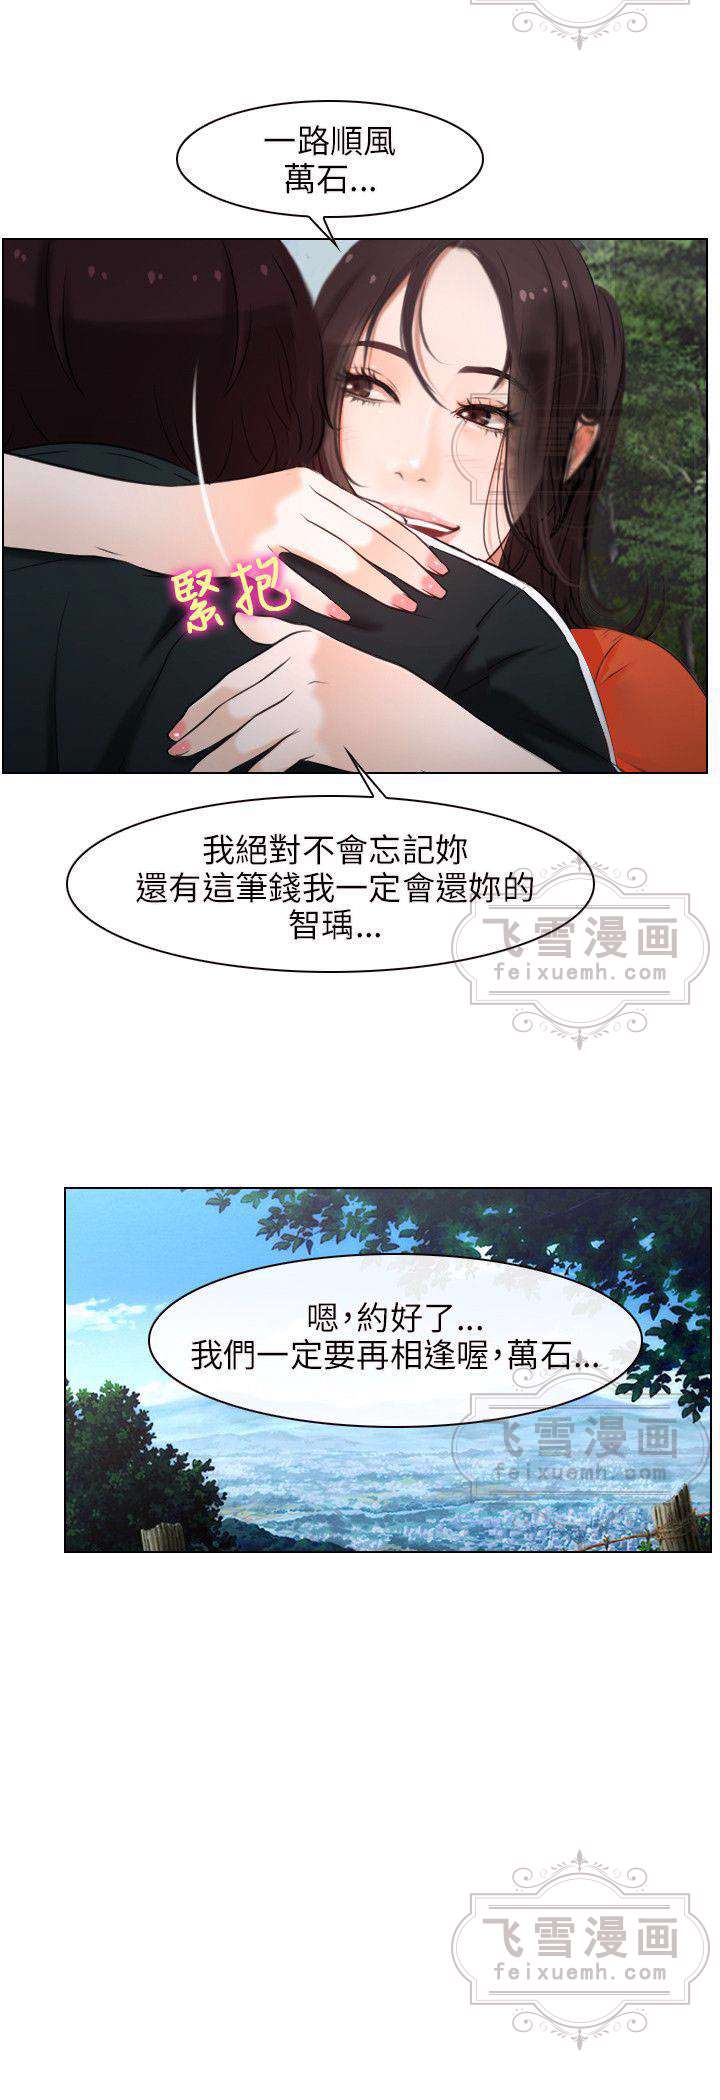 一路順風
萬石...
緊抱
我絕對不會忘記妳
還有這筆錢我一定會還妳的
智瑀...
飞雪漫画
feixuemh.com
嗯，約好了...
我們一定要再相逢喔，萬石...
飞雪漫画
feixuemh.com
飞雪漫画
feixuemh.com